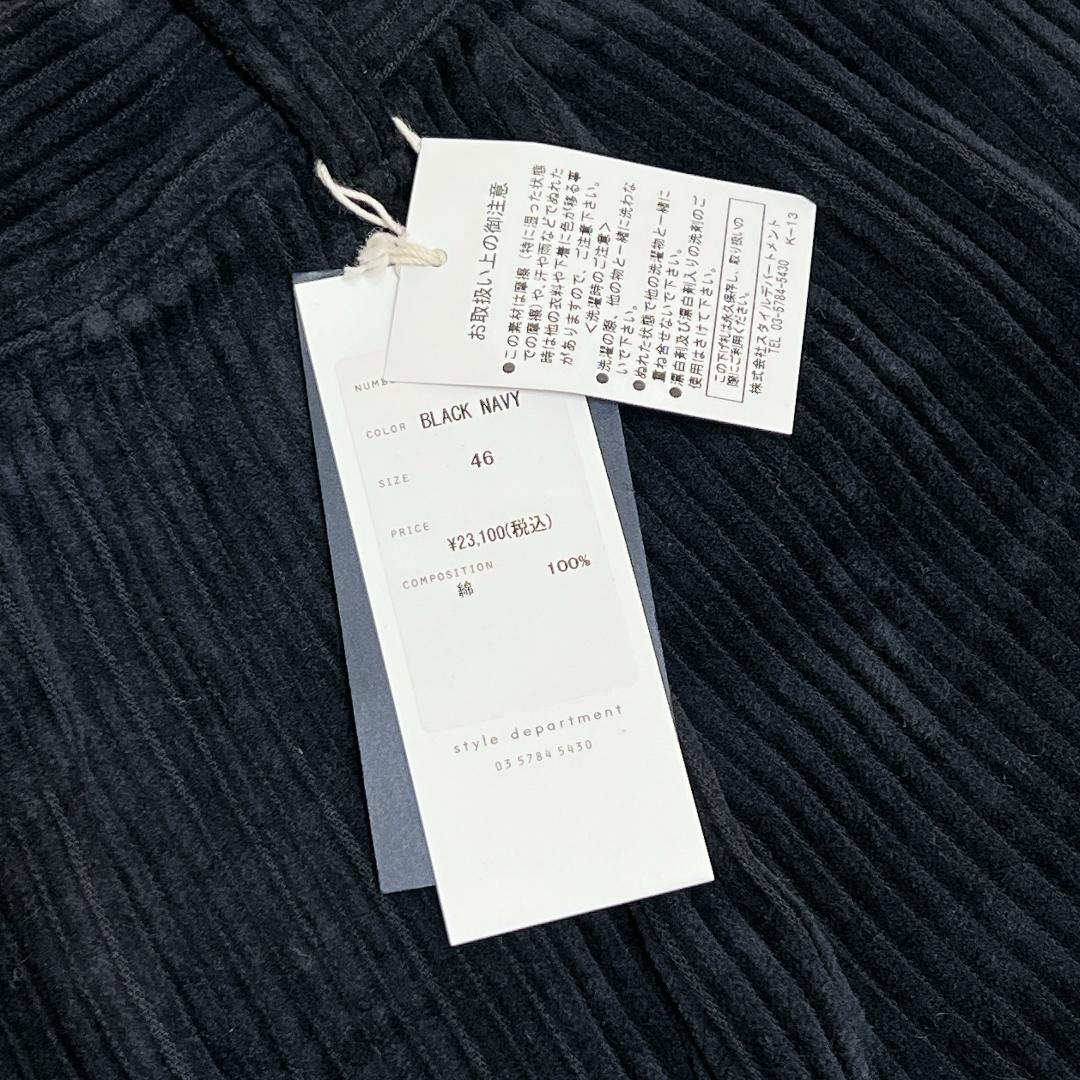 お取扱い上の御注意
●この素材は摩擦（特に湿った状態
での摩擦）や、汗や雨などでぬれた
時は他の衣料や下着に色が移る事
がありますので、ご注意下さい。
＜洗濯時のご注意＞
●洗濯の際、他の物と一緒に洗わな
いで下さい。
●ぬれた状態で他の洗濯物と一緒に
重ね合せないで下さい。
●漂白剤及び漂白剤入りの洗剤のご
使用はさけて下さい。
この下げ札は永久保存し、取り扱いの
際にご利用ください。
株式会社スタイルデパートメント
TEL 03-5784-5430 K-13
COLOR BLACK NAVY
SIZE 46
PRICE ¥23,100(税込)
COMPOSITION 100%
綿
style department
03 5784 5430